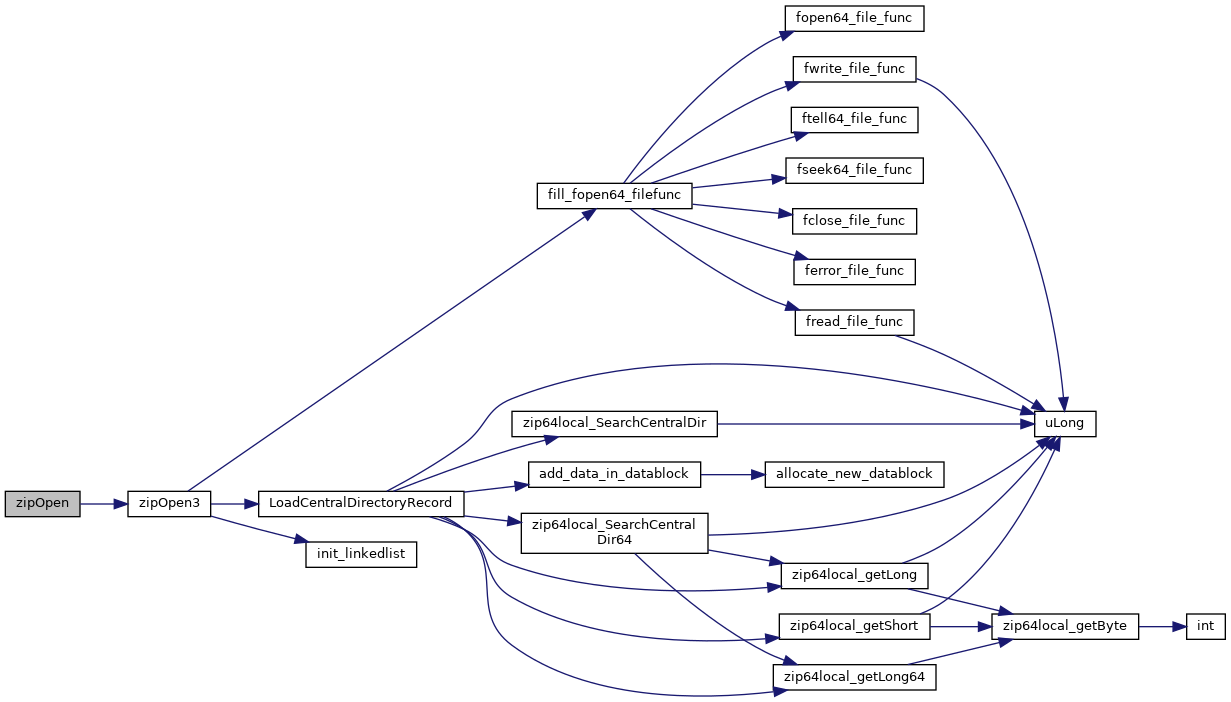 fopen64_file_func
fwrite_file_func
ftell64_file_func
fseek64_file_func
fill_fopen64_filefunc
fclose_file_func
ferror_file_func
fread_file_func
zip64local_SearchCentralDir
uLong
add_data_in_datablock
allocate_new_datablock
zipOpen
zipOpen3
LoadCentralDirectoryRecord
zip64local_SearchCentral
Dir64
init_linkedlist
zip64local_getLong
zip64local_getShort
zip64local_getByte
int
zip64local_getLong64